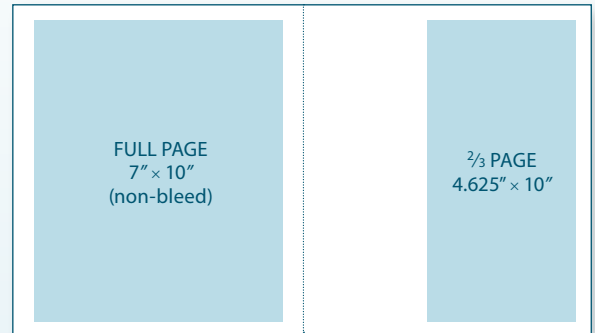 FULL PAGE
7″ × 10″
(non-bleed)
⅔ PAGE
4.625” × 10″